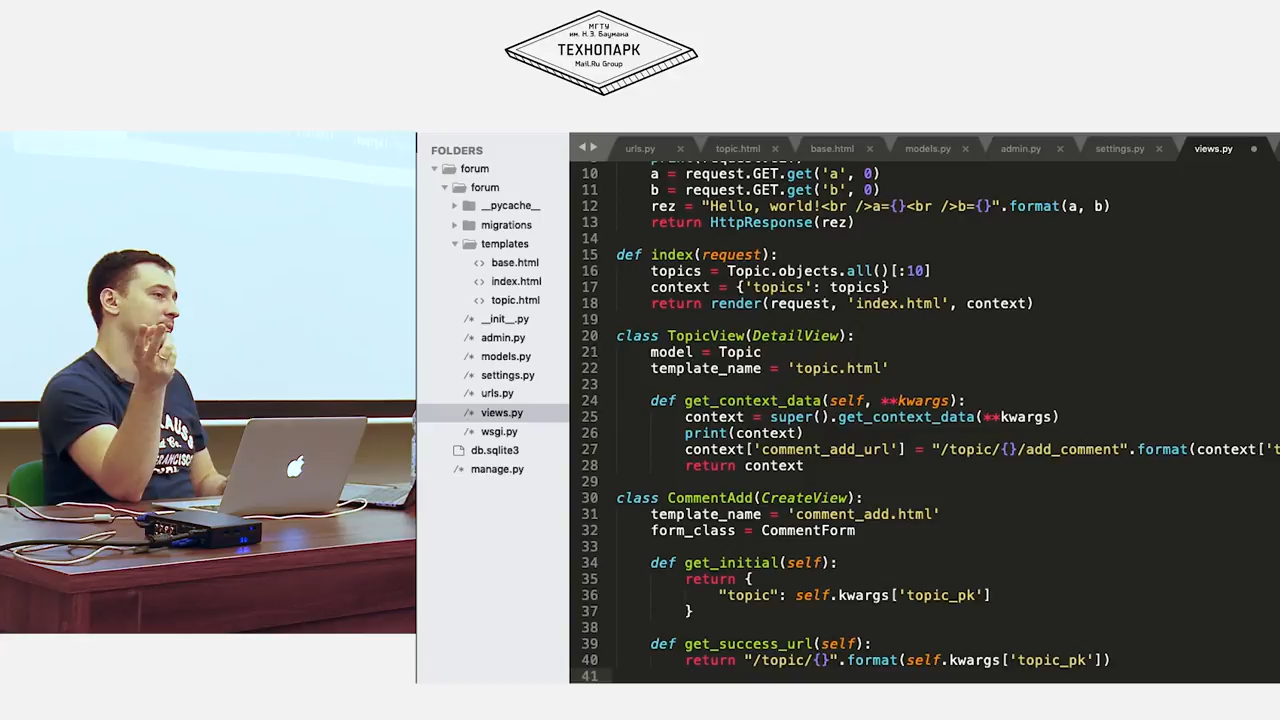 МГТУ
им. Н.Э. Баумана
ТЕХНОПАРК
Mail.Ru Group
FOLDERS
forum
forum
__pycache__
migrations
templates
base.html
index.html
topic.html
__init__.py
admin.py
models.py
settings.py
urls.py
views.py
wsgi.py
db.sqlite3
manage.py
urls.py
topic.html
base.html
models.py
admin.py
settings.py
views.py
10 a = request.GET.get('a', 0)
11 b = request.GET.get('b', 0)
12 rez = "Hello, world!<br />a={}<br />b={}".format(a, b)
13 return HttpResponse(rez)
14
15 def index(request):
16 topics = Topic.objects.all()[:10]
17 context = {'topics': topics}
18 return render(request, 'index.html', context)
19
20 class TopicView(DetailView):
21 model = Topic
22 template_name = 'topic.html'
23
24 def get_context_data(self, **kwargs):
25 context = super().get_context_data(**kwargs)
26 print(context)
27 context['comment_add_url'] = "/topic/{}/add_comment".format(context['t
28 return context
29
30 class CommentAdd(CreateView):
31 template_name = 'comment_add.html'
32 form_class = CommentForm
33
34 def get_initial(self):
35 return {
36 "topic": self.kwargs['topic_pk']
37 }
38
39 def get_success_url(self):
40 return "/topic/{}".format(self.kwargs['topic_pk'])
41